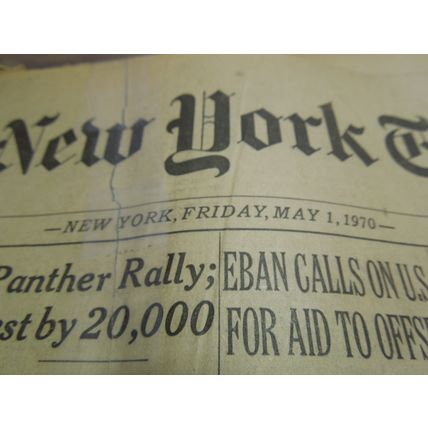 New York T
—NEW YORK, FRIDAY, MAY 1, 1970—
Panther Rally;
est by 20,000
EBAN CALLS ON U.S.
FOR AID TO OFFS